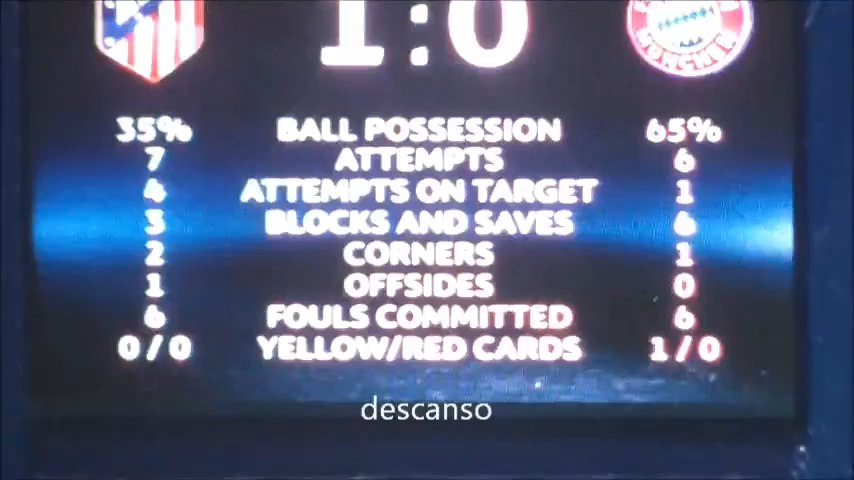 1:0
MÜNCHEN
35% BALL POSSESSION 65%
7 ATTEMPTS 6
4 ATTEMPTS ON TARGET 1
3 BLOCKS AND SAVES 6
2 CORNERS 1
1 OFFSIDES 0
6 FOULS COMMITTED 6
0/0 YELLOW/RED CARDS 1/0
descanso